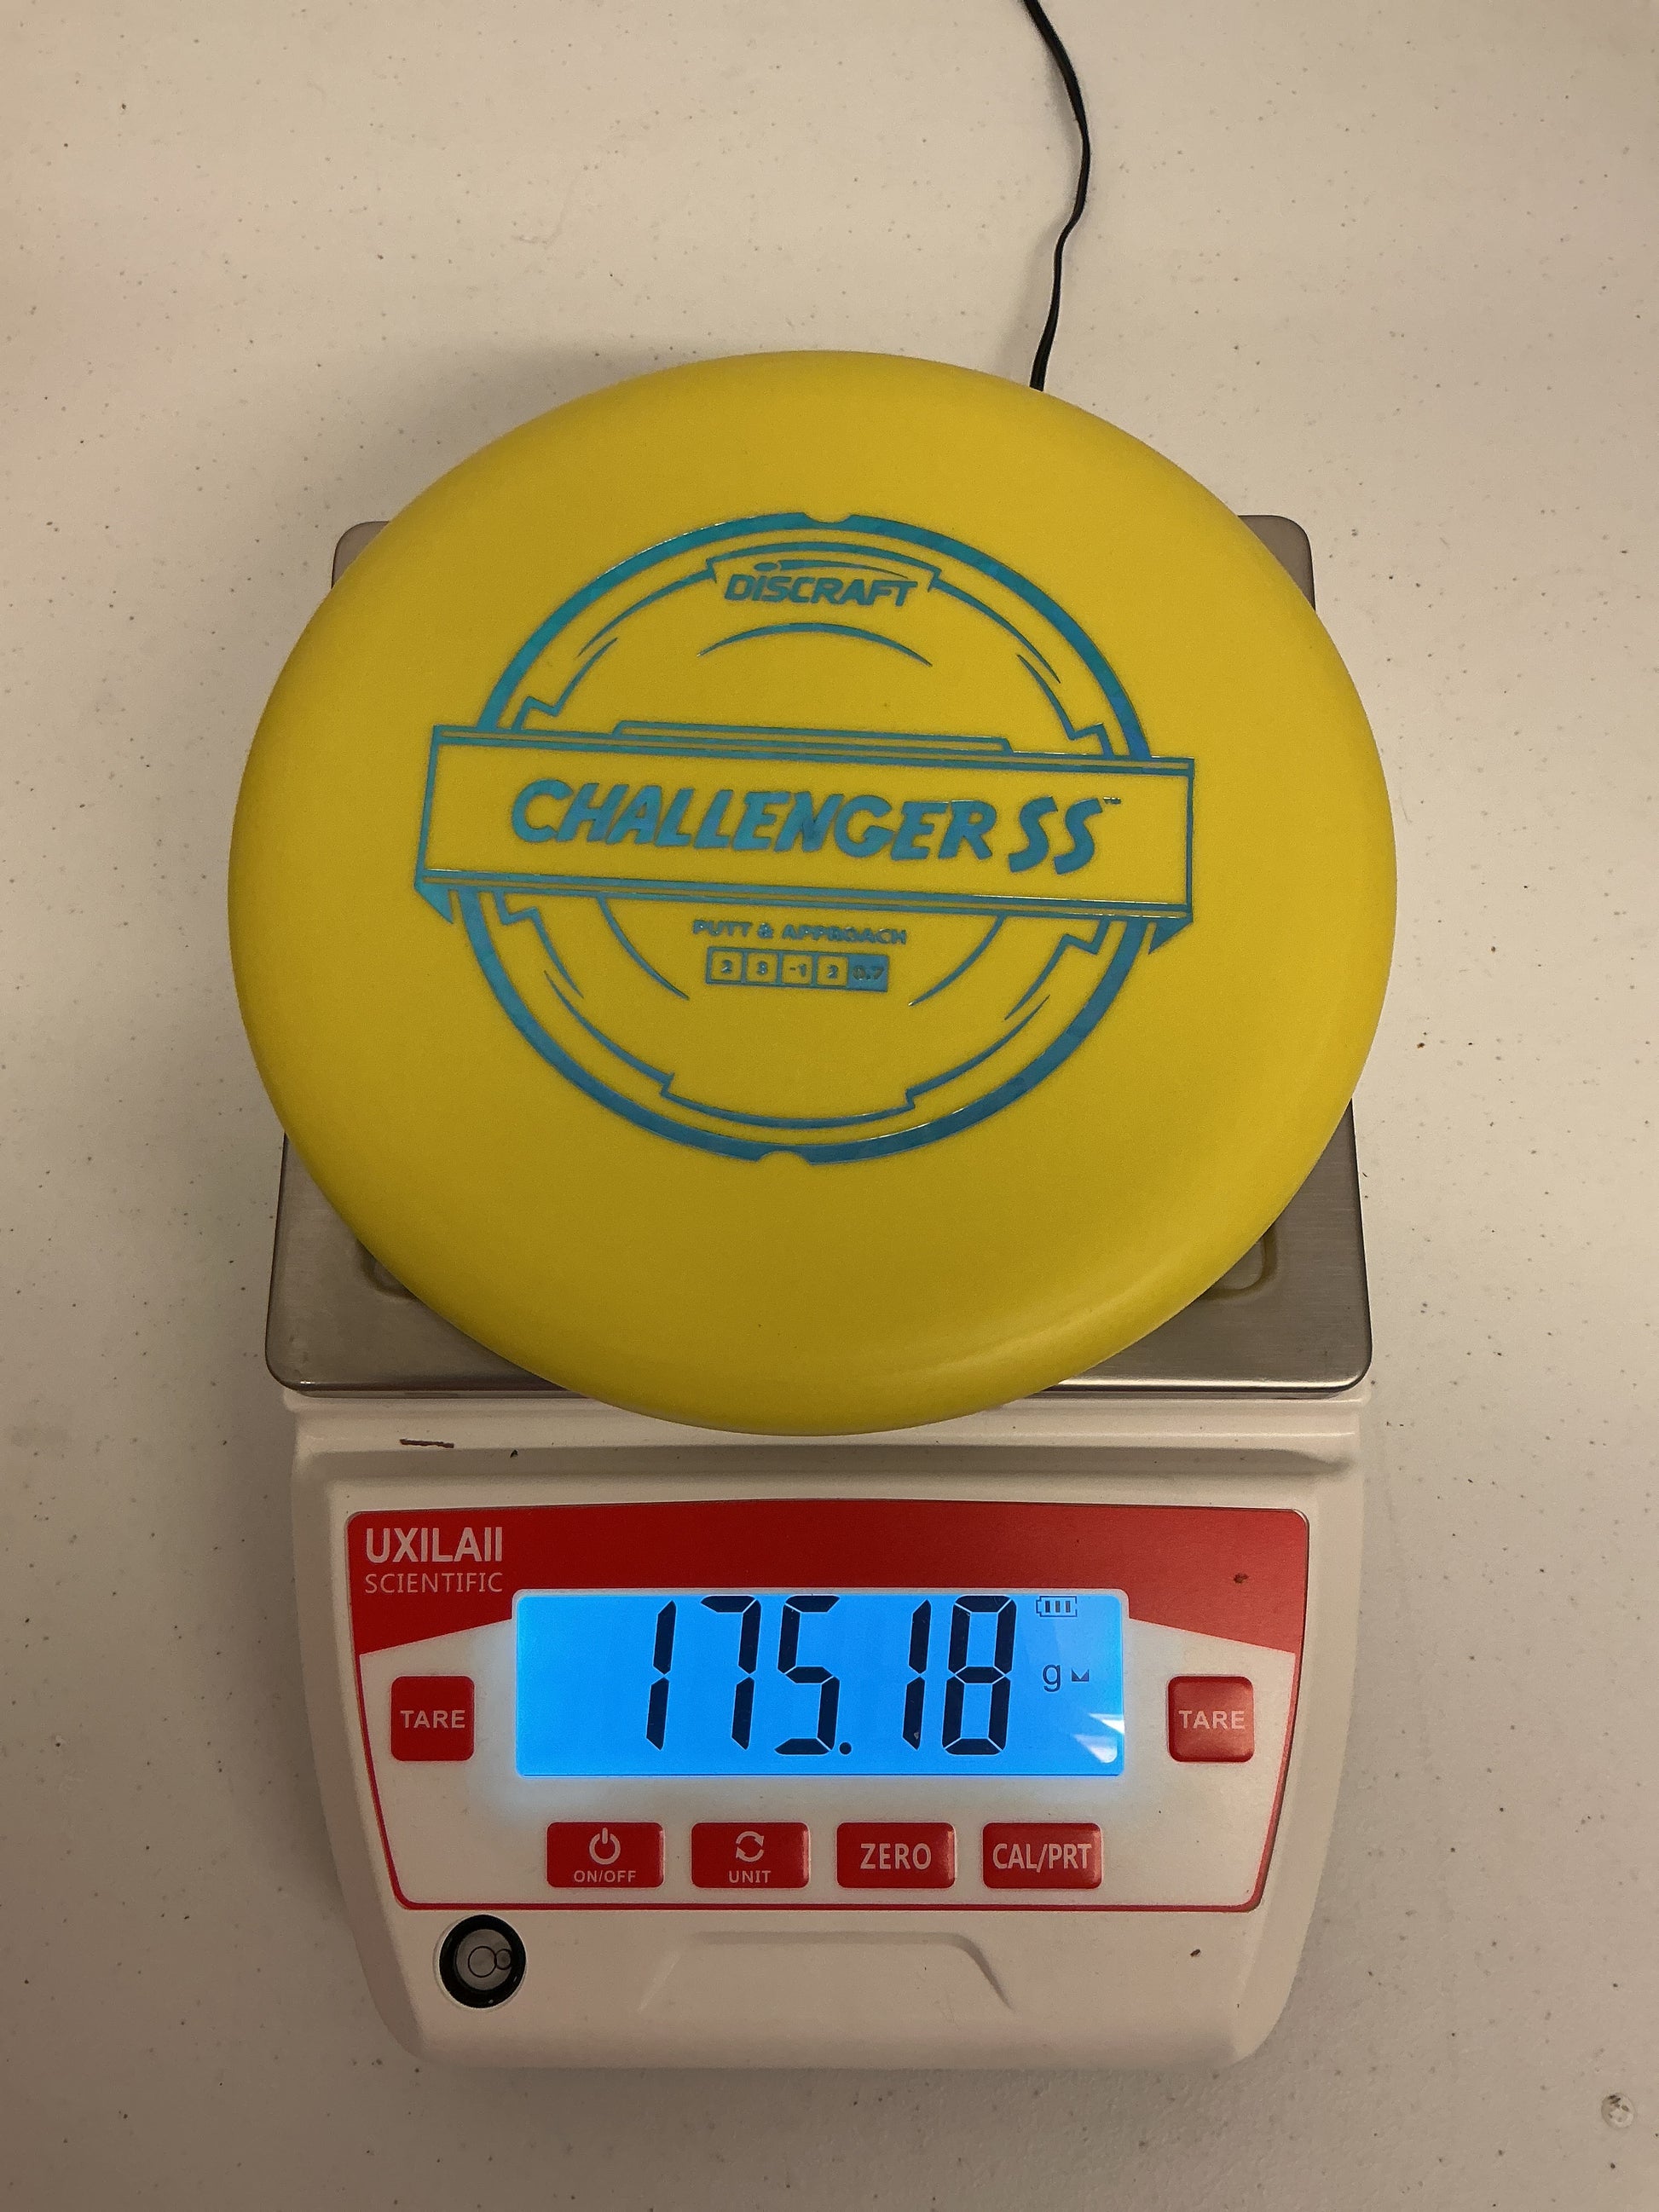 DISCRAFT
CHALLENGER SS™
PUTT & APPROACH
2 3 -1 2 0.7
UXILAII
SCIENTIFIC
175.18 g
TARE
TARE
ON/OFF
UNIT
ZERO
CAL/PRT